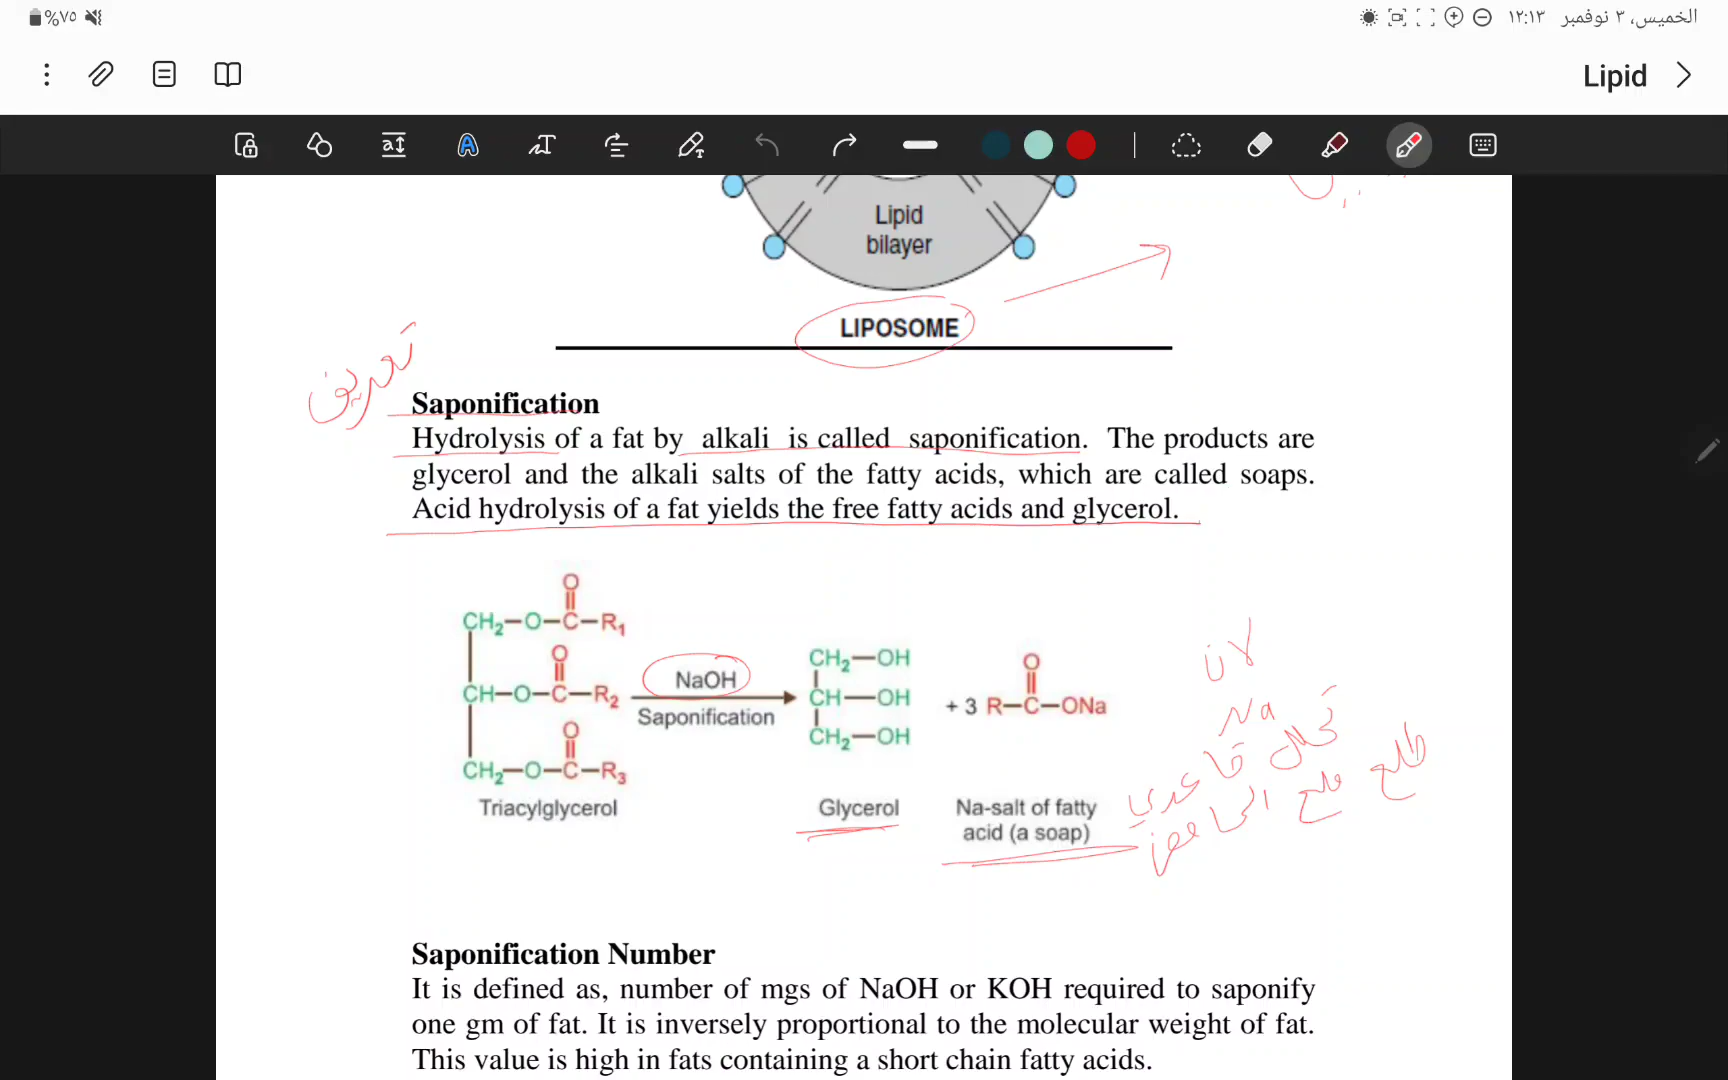 %٧٥
الخميس، ٣ نوفمبر ١٢:١٣
Lipid
Lipid
bilayer
LIPOSOME
تعريف
Saponification
Hydrolysis of a fat by alkali is called saponification. The products are
glycerol and the alkali salts of the fatty acids, which are called soaps.
Acid hydrolysis of a fat yields the free fatty acids and glycerol.
CH₂—O—C—R₁
O
CH—O—C—R₂
O
CH₂—O—C—R₃
O
Triacylglycerol
NaOH
Saponification
CH₂—OH
CH—OH
CH₂—OH
Glycerol
O
+ 3 R—C—ONa
Na-salt of fatty
acid (a soap)
لان
Na
تحلل قاعدي
طلع ملح الحامض
Saponification Number
It is defined as, number of mgs of NaOH or KOH required to saponify
one gm of fat. It is inversely proportional to the molecular weight of fat.
This value is high in fats containing a short chain fatty acids.